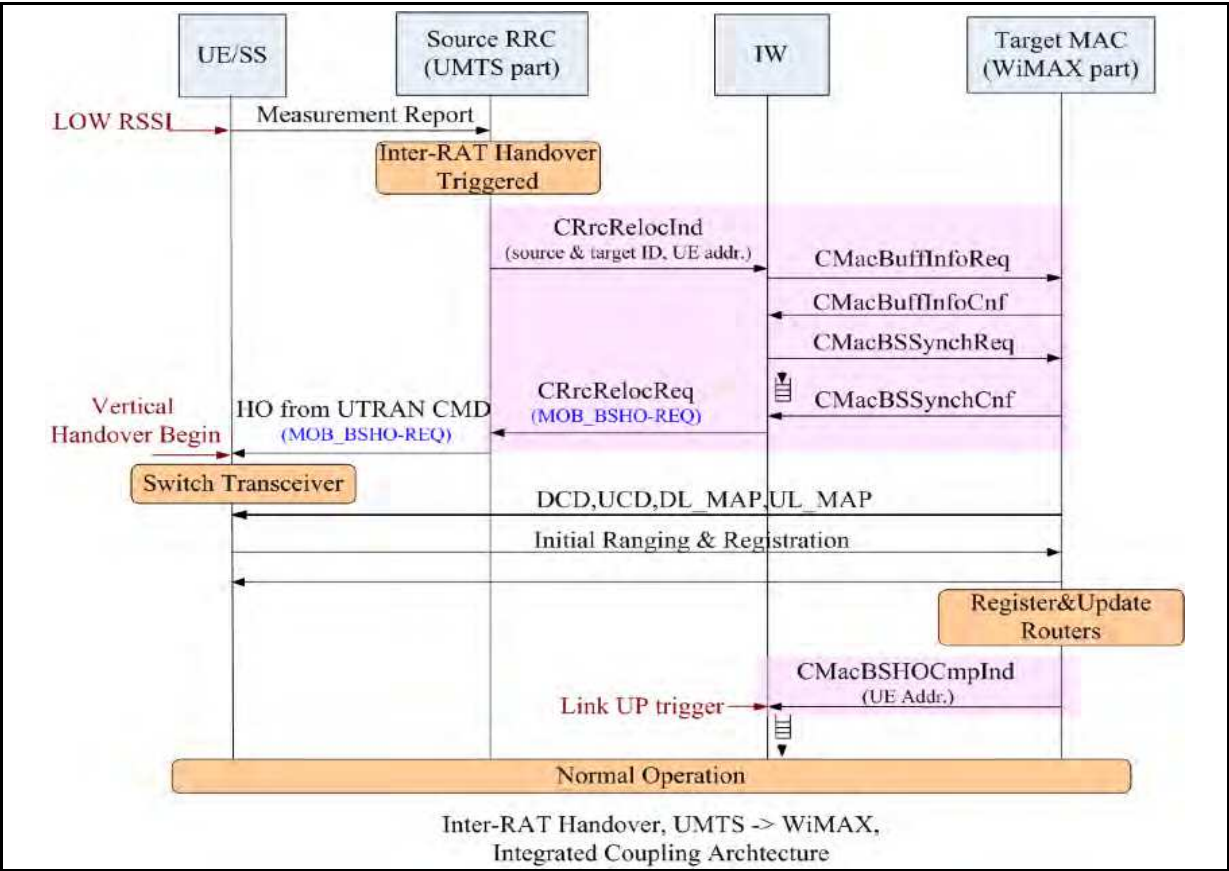 UE/SS
Source RRC
(UMTS part)
IW
Target MAC
(WiMAX part)
LOW RSSI
Measurement Report
Inter-RAT Handover
Triggered
CRrcRelocInd
(source & target ID, UE addr.)
CMacBuffInfoReq
CMacBuffInfoCnf
CMacBSSynchReq
CRrcRelocReq
(MOB_BSHO-REQ)
CMacBSSynchCnf
Vertical
Handover Begin
HO from UTRAN CMD
(MOB_BSHO-REQ)
Switch Transceiver
DCD,UCD,DL_MAP,UL_MAP
Initial Ranging & Registration
Register&Update
Routers
CMacBSHOCmpInd
(UE Addr.)
Link UP trigger
Normal Operation
Inter-RAT Handover, UMTS -> WiMAX,
Integrated Coupling Archtecture